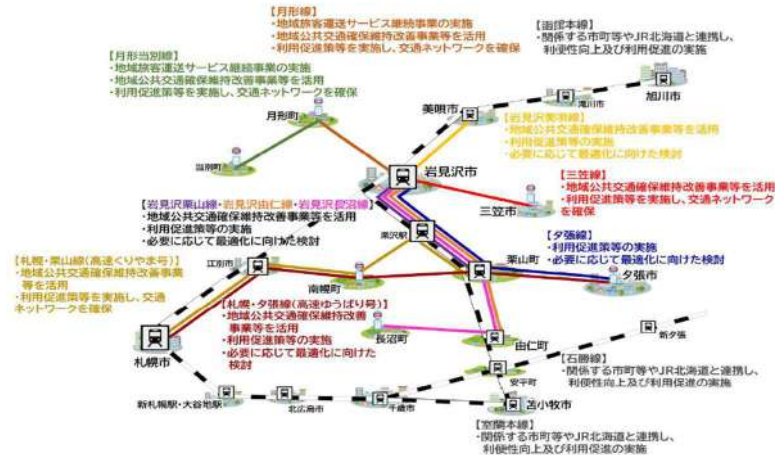 【月形線】
・地域旅客運送サービス継続事業の実施
・地域公共交通確保維持改善事業等を活用
・利用促進策等を実施し、交通ネットワークを確保
【函館本線】
・関係する市町等やJR北海道と連携し、
利便性向上及び利用促進の実施
【月形当別線】
・地域旅客運送サービス継続事業の実施
・地域公共交通確保維持改善事業等を活用
・利用促進策等を実施し、交通ネットワークを確保
旭川市
滝川市
美唄市
月形町
【岩見沢美唄線】
・地域公共交通確保維持改善事業等を活用
・利用促進策等の実施
・必要に応じて最適化に向けた検討
当別町
岩見沢市
【三笠線】
・地域公共交通確保維持改善事業等を活用
・利用促進策等を実施し、交通ネットワーク
を確保
三笠市
【岩見沢栗山線・岩見沢由仁線・岩見沢長沼線】
・地域公共交通確保維持改善事業等を活用
・利用促進策等の実施
・必要に応じて最適化に向けた検討
栗沢駅
【夕張線】
・利用促進策等の実施
・必要に応じて最適化に向けた検討
栗山町
夕張市
【札幌・栗山線(高速くりやま号)】
・地域公共交通確保維持改善事業
等を活用
・利用促進策等を実施し、交通
ネットワークを確保
江別市
南幌町
【札幌・夕張線(高速ゆうばり号)】
・地域公共交通確保維持改善
事業等を活用
・利用促進策等の実施
・必要に応じて最適化に向けた
検討
長沼町
由仁町
新夕張
札幌市
【石勝線】
・関係する市町等やJR北海道と連携し、
利便性向上及び利用促進の実施
安平町
新札幌駅・大谷地駅
北広島市
千歳市
苫小牧市
【室蘭本線】
・関係する市町等やJR北海道と連携し、
利便性向上及び利用促進の実施